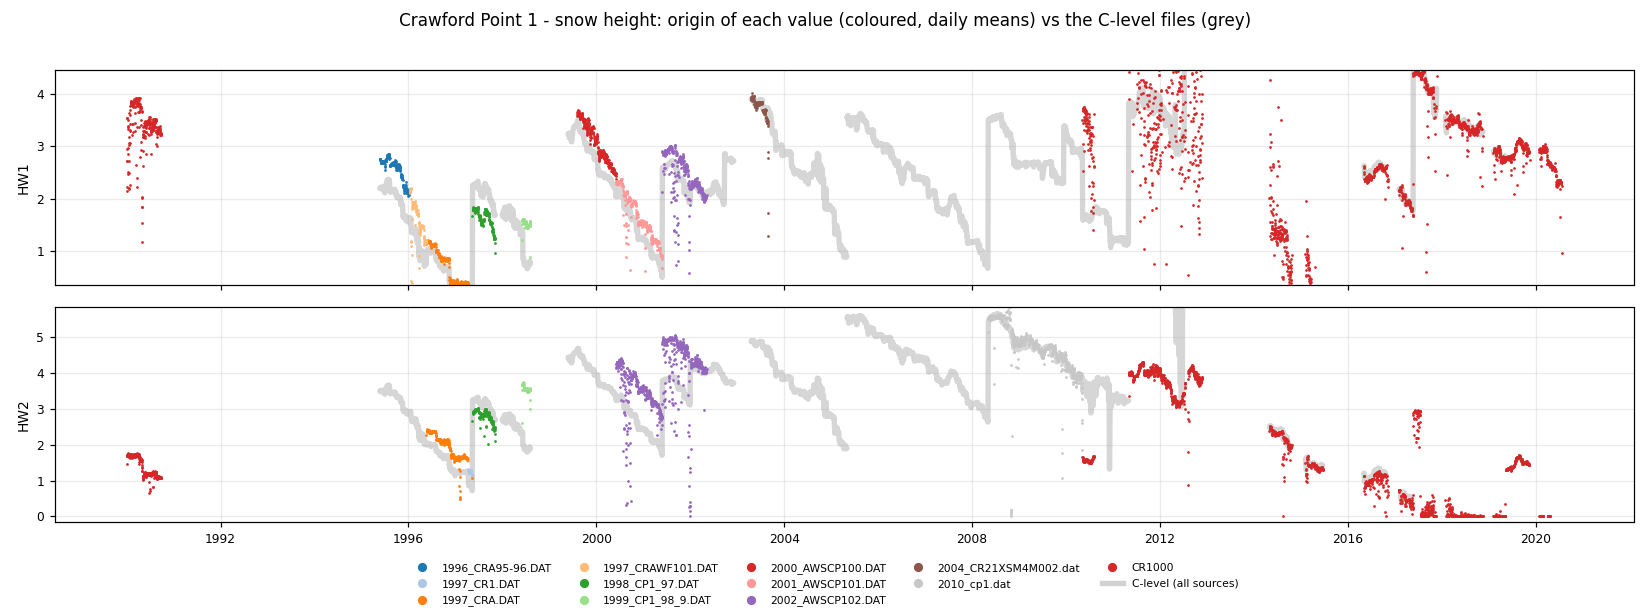 Crawford Point 1 - snow height: origin of each value (coloured, daily means) vs the C-level files (grey)
HW1
4
3
2
1
HW2
5
4
3
2
1
0
1992 1996 2000 2004 2008 2012 2016 2020
1996_CRA95-96.DAT 1997_CRAWF101.DAT 2000_AWSCP100.DAT 2004_CR21XSM4M002.dat CR1000
1997_CR1.DAT 1998_CP1_97.DAT 2001_AWSCP101.DAT 2010_cp1.dat C-level (all sources)
1997_CRA.DAT 1999_CP1_98_9.DAT 2002_AWSCP102.DAT